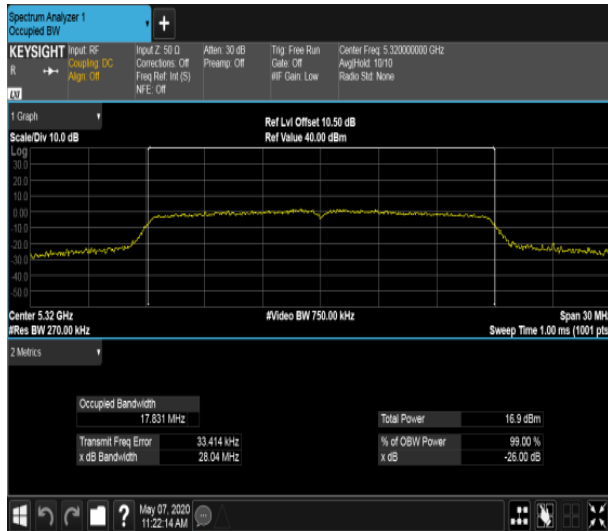 Spectrum Analyzer 1
Occupied BW
+
KEYSIGHT Input: RF Input Z: 50 Ω Atten: 30 dB Trig: Free Run Center Freq: 5.320000000 GHz
R Coupling: DC Corrections: Off Preamp: Off Gate: Off Avg|Hold: 10/10
Align: Off Freq Ref: Int (S) #IF Gain: Low Radio Std: None
LXI NFE: Off
1 Graph Ref Lvl Offset 10.50 dB
Scale/Div 10.0 dB Ref Value 40.00 dBm
Log
30.0
20.0
10.0
0.00
-10.0
-20.0
-30.0
-40.0
-50.0
Center 5.32 GHz #Video BW 750.00 kHz Span 30 MHz
#Res BW 270.00 kHz Sweep Time 1.00 ms (1001 pts
2 Metrics
Occupied Bandwidth
17.831 MHz Total Power 16.9 dBm
Transmit Freq Error 33.414 kHz % of OBW Power 99.00 %
x dB Bandwidth 28.04 MHz x dB -26.00 dB
? May 07, 2020
11:22:14 AM